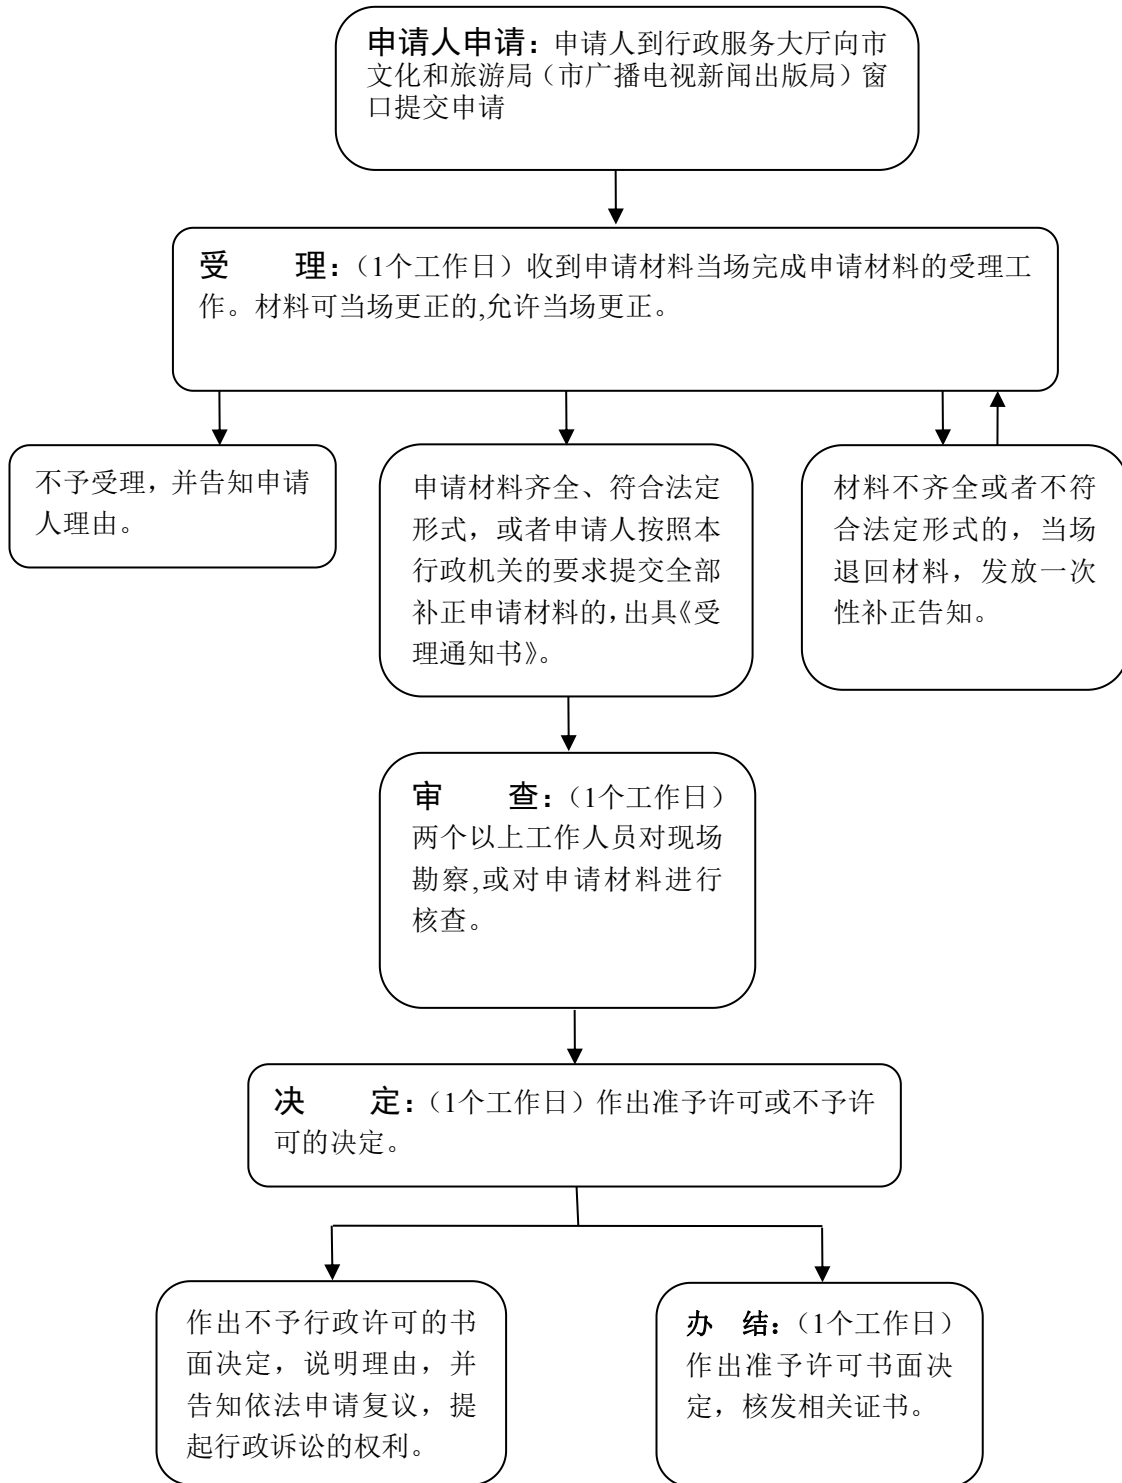 申请人申请：申请人到行政服务大厅向市
文化和旅游局（市广播电视新闻出版局）窗
口提交申请
受 理：（1个工作日）收到申请材料当场完成申请材料的受理工
作。材料可当场更正的,允许当场更正。
不予受理，并告知申请
人理由。
申请材料齐全、符合法定
形式，或者申请人按照本
行政机关的要求提交全部
补正申请材料的，出具《受
理通知书》。
材料不齐全或者不符
合法定形式的，当场
退回材料，发放一次
性补正告知。
审 查：（1个工作日）
两个以上工作人员对现场
勘察,或对申请材料进行
核查。
决 定：（1个工作日）作出准予许可或不予许
可的决定。
作出不予行政许可的书
面决定，说明理由，并
告知依法申请复议，提
起行政诉讼的权利。
办 结：（1个工作日）
作出准予许可书面决
定，核发相关证书。